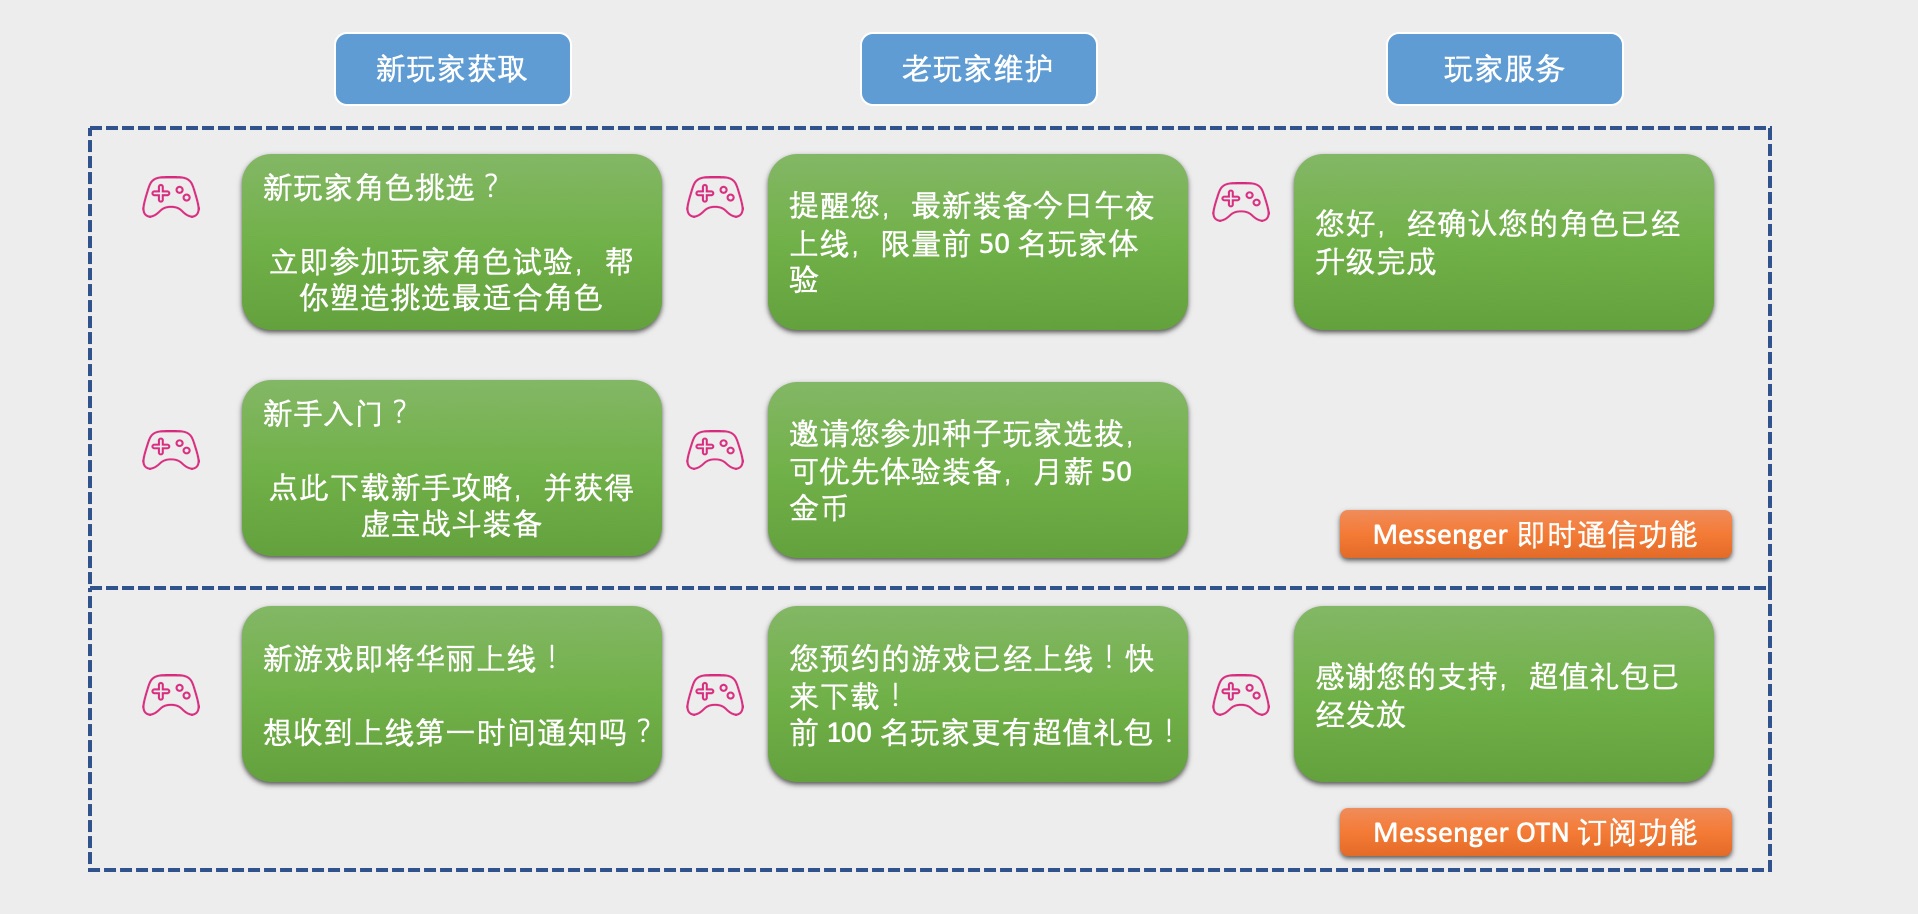 新玩家获取
老玩家维护
玩家服务
新玩家角色挑选？
立即参加玩家角色试验，帮
你塑造挑选最适合角色
提醒您，最新装备今日午夜
上线，限量前 50 名玩家体
验
您好，经确认您的角色已经
升级完成
新手入门？
点此下载新手攻略，并获得
虚宝战斗装备
邀请您参加种子玩家选拔，
可优先体验装备，月薪 50
金币
Messenger 即时通信功能
新游戏即将华丽上线！
想收到上线第一时间通知吗？
您预约的游戏已经上线！快
来下载！
前 100 名玩家更有超值礼包！
感谢您的支持，超值礼包已
经发放
Messenger OTN 订阅功能